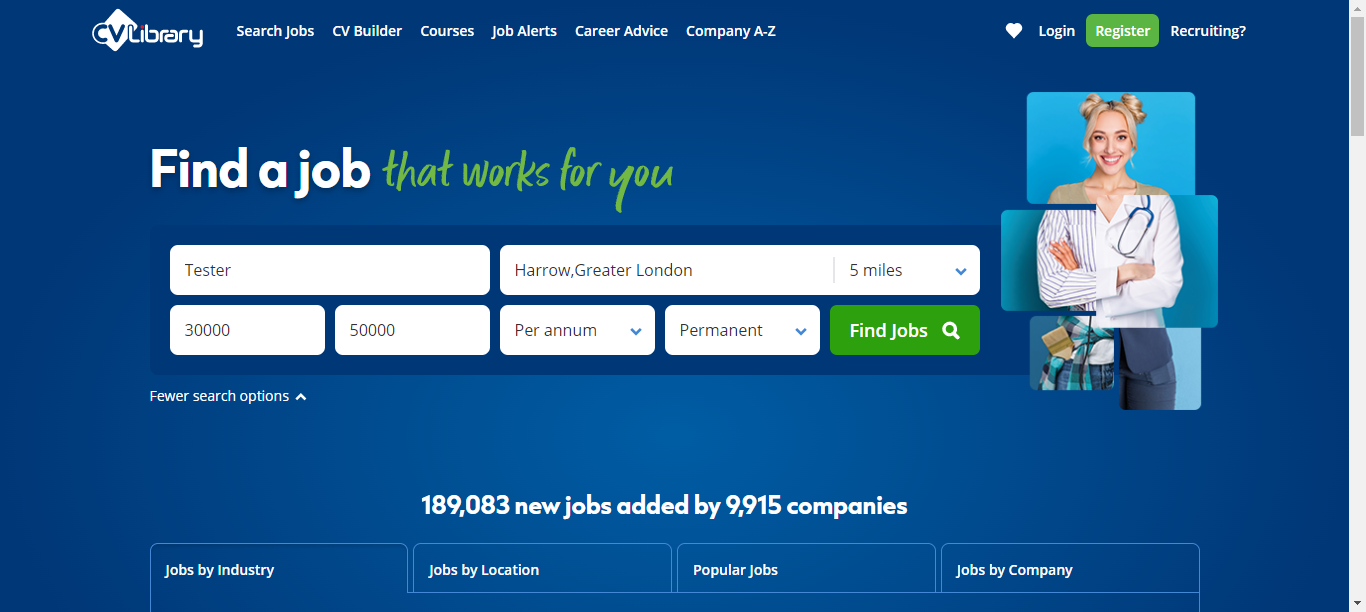 CVLibrary Search Jobs CV Builder Courses Job Alerts Career Advice Company A-Z Login Register Recruiting?
Find a job that works for you
Tester Harrow,Greater London 5 miles
30000 50000 Per annum Permanent Find Jobs
Fewer search options
189,083 new jobs added by 9,915 companies
Jobs by Industry Jobs by Location Popular Jobs Jobs by Company